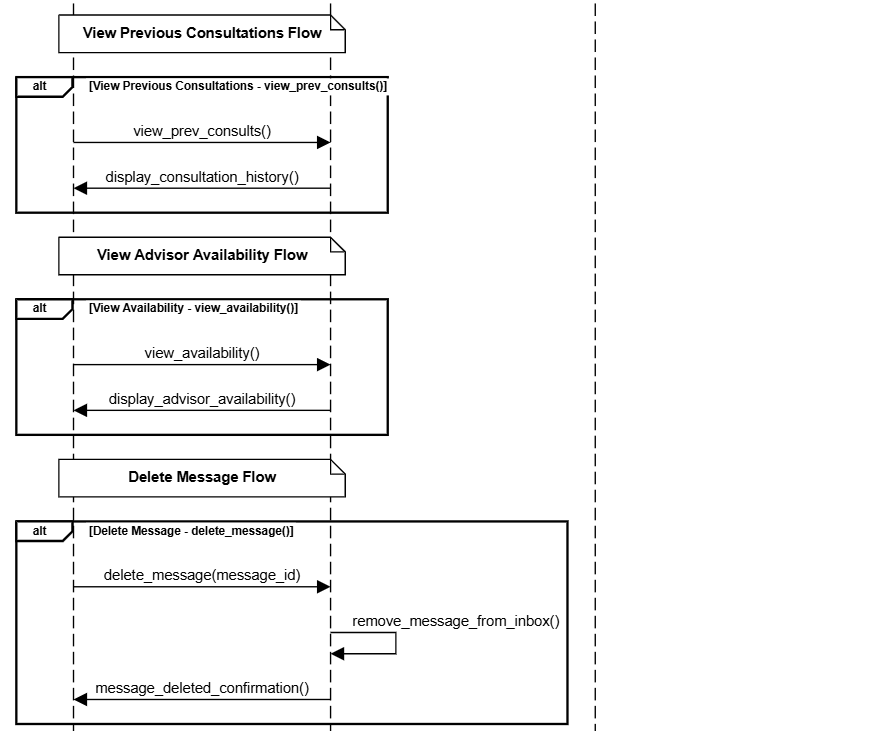 View Previous Consultations Flow
alt
[View Previous Consultations - view_prev_consults()]
view_prev_consults()
display_consultation_history()
View Advisor Availability Flow
alt
[View Availability - view_availability()]
view_availability()
display_advisor_availability()
Delete Message Flow
alt
[Delete Message - delete_message()]
delete_message(message_id)
remove_message_from_inbox()
message_deleted_confirmation()